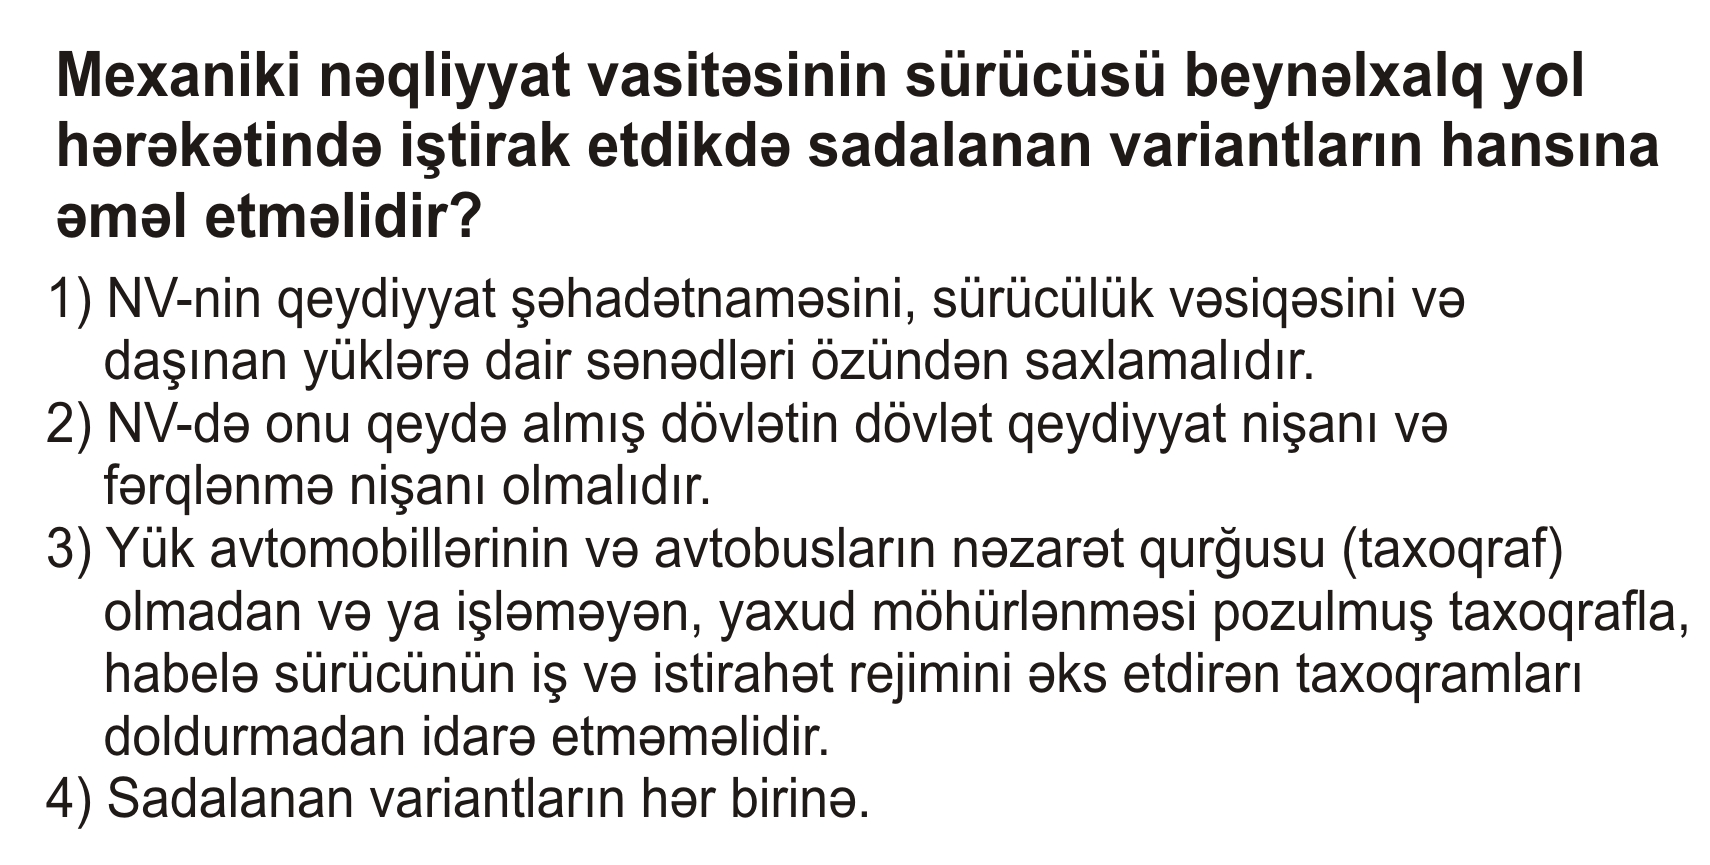 Mexaniki nəqliyyat vasitəsinin sürücüsü beynəlxalq yol
hərəkətində iştirak etdikdə sadalanan variantların hansına
əməl etməlidir?
1) NV-nin qeydiyyat şəhadətnaməsini, sürücülük vəsiqəsini və
daşınan yüklərə dair sənədləri özündən saxlamalıdır.
2) NV-də onu qeydə almış dövlətin dövlət qeydiyyat nişanı və
fərqlənmə nişanı olmalıdır.
3) Yük avtomobillərinin və avtobusların nəzarət qurğusu (taxoqraf)
olmadan və ya işləməyən, yaxud möhürlənməsi pozulmuş taxoqrafla,
habelə sürücünün iş və istirahət rejimini əks etdirən taxoqramları
doldurmadan idarə etməməlidir.
4) Sadalanan variantların hər birinə.